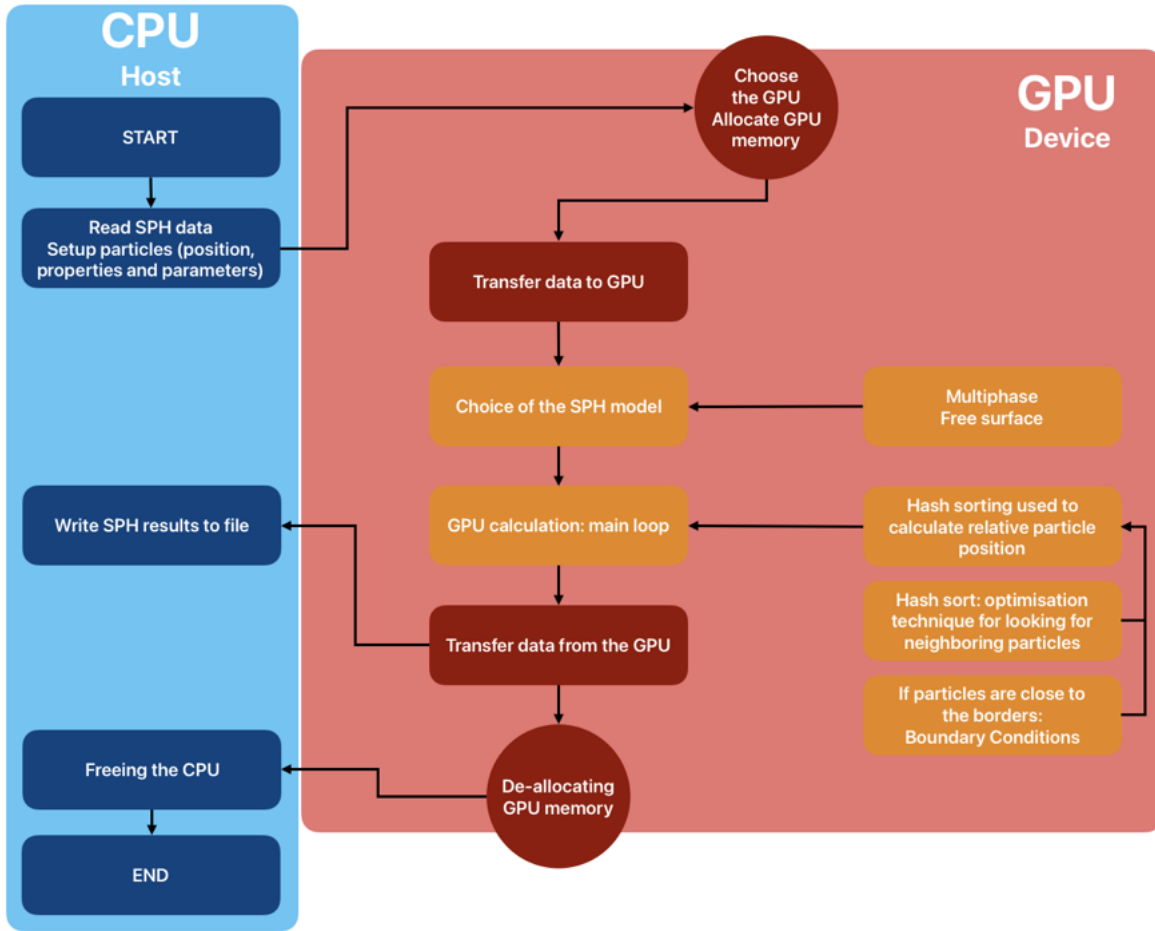 CPU
Host
START
Read SPH data
Setup particles (position,
properties and parameters)
Write SPH results to file
Freeing the CPU
END
GPU
Device
Choose
the GPU
Allocate GPU
memory
Transfer data to GPU
Choice of the SPH model
Multiphase
Free surface
GPU calculation: main loop
Hash sorting used to
calculate relative particle
position
Hash sort: optimisation
technique for looking for
neighboring particles
If particles are close to
the borders:
Boundary Conditions
Transfer data from the GPU
De-allocating
GPU memory